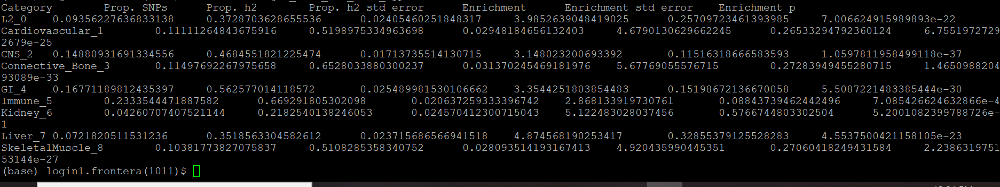 Category Prop._SNPs Prop._h2 Prop._h2_std_error Enrichment Enrichment_std_error Enrichment_p
L2_0 0.09356227636833138 0.3728703628655536 0.02405460251848317 3.9852639048419025 0.25709723461393985 7.006624915989893e-22
Cardiovascular_1 0.11111264843675916 0.5198975334963698 0.02948184656132403 4.6790130629662245 0.26533294792360124 6.7551972729
2679e-25
CNS_2 0.14880931691334556 0.4684551821225474 0.01713735514130715 3.148023200693392 0.11516318666583593 1.0597811958499118e-37
Connective_Bone_3 0.11497692267975658 0.6528033880300237 0.031370245469181976 5.67769055576715 0.27283949455280715 1.4650988204
93089e-33
GI_4 0.16771189812435397 0.562577014118572 0.025489981530106662 3.3544251803854483 0.15198672136670058 5.5087221483385444e-30
Immune_5 0.2333544471887582 0.669291805302098 0.020637259333396742 2.868133919730761 0.08843739462442496 7.085426624632866e-4
Kidney_6 0.04260707407521144 0.2182540138246053 0.024570412300715043 5.122483028037456 0.5766744803302504 5.2001082399788726e-
1
Liver_7 0.0721820511531236 0.3518563304582612 0.023715686566941518 4.874568190253417 0.32855379125528283 4.5537500421158105e-23
SkeletalMuscle_8 0.10381773827075837 0.5108285358340752 0.028093514193167413 4.920435990445351 0.27060418249431584 2.2386319751
53144e-27
(base) login1.frontera(1011)$